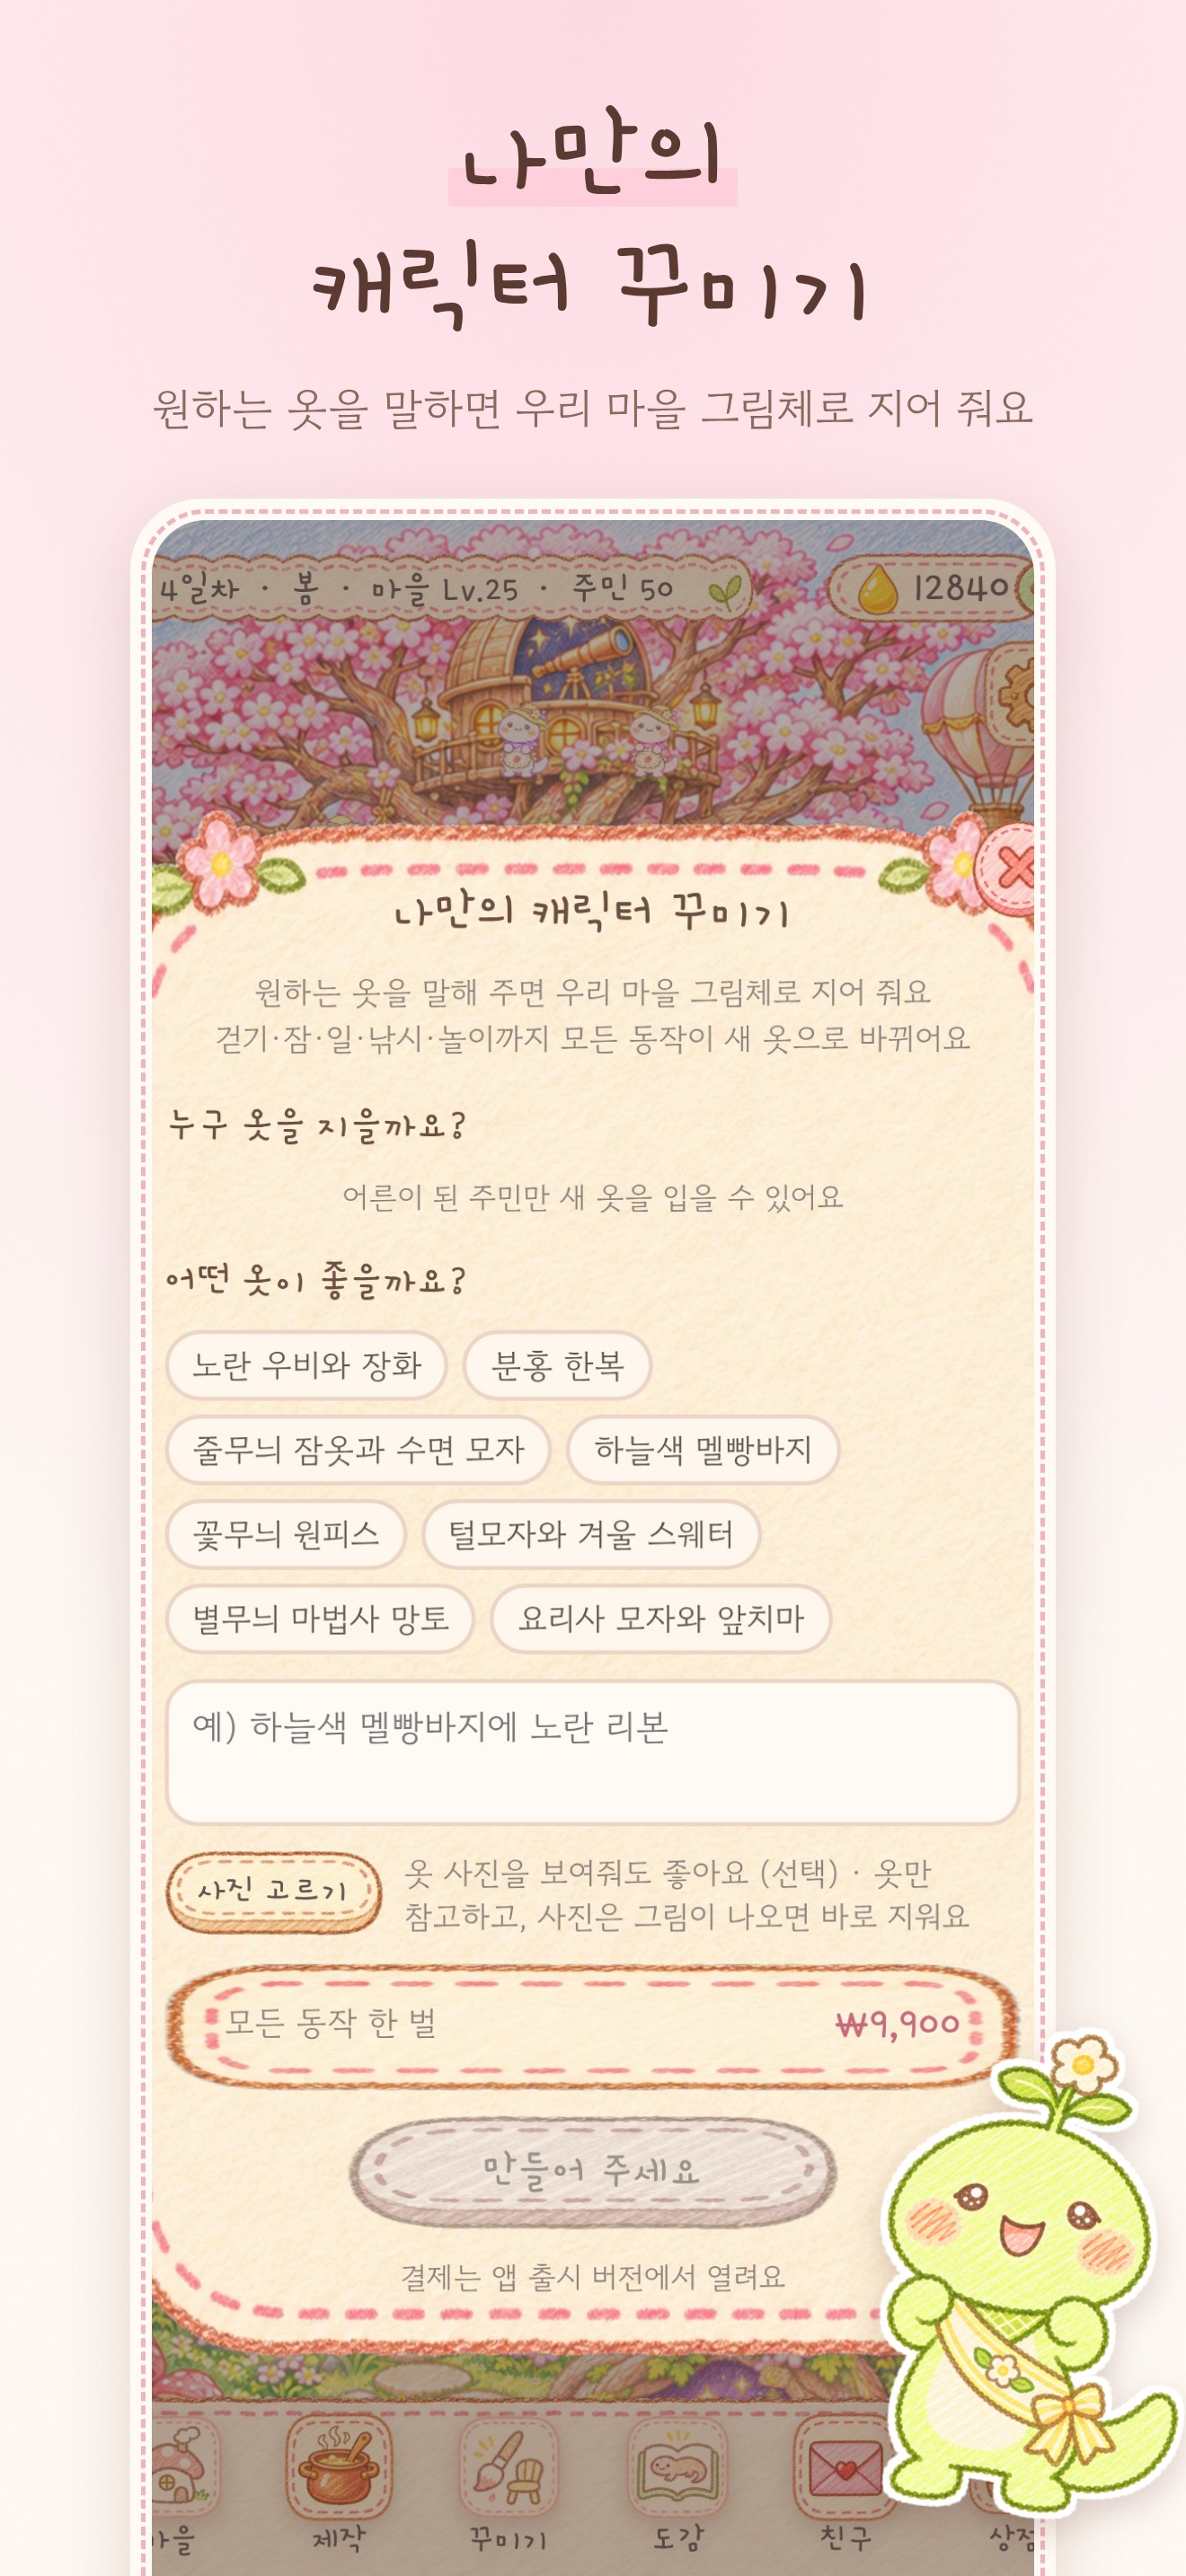 나만의
캐릭터 꾸미기
원하는 옷을 말하면 우리 마을 그림체로 지어 줘요
4일차 · 봄 · 마을 Lv.25 · 주민 50
12840
나만의 캐릭터 꾸미기
원하는 옷을 말해 주면 우리 마을 그림체로 지어 줘요
걷기·잠·일·낚시·놀이까지 모든 동작이 새 옷으로 바뀌어요
누구 옷을 지을까요?
어른이 된 주민만 새 옷을 입을 수 있어요
어떤 옷이 좋을까요?
노란 우비와 장화
분홍 한복
줄무늬 잠옷과 수면 모자
하늘색 멜빵바지
꽃무늬 원피스
털모자와 겨울 스웨터
별무늬 마법사 망토
요리사 모자와 앞치마
예) 하늘색 멜빵바지에 노란 리본
사진 고르기
옷 사진을 보여줘도 좋아요 (선택) · 옷만
참고하고, 사진은 그림이 나오면 바로 지워요
모든 동작 한 벌
₩9,900
만들어 주세요
결제는 앱 출시 버전에서 열려요
제작
꾸미기
도감
친구